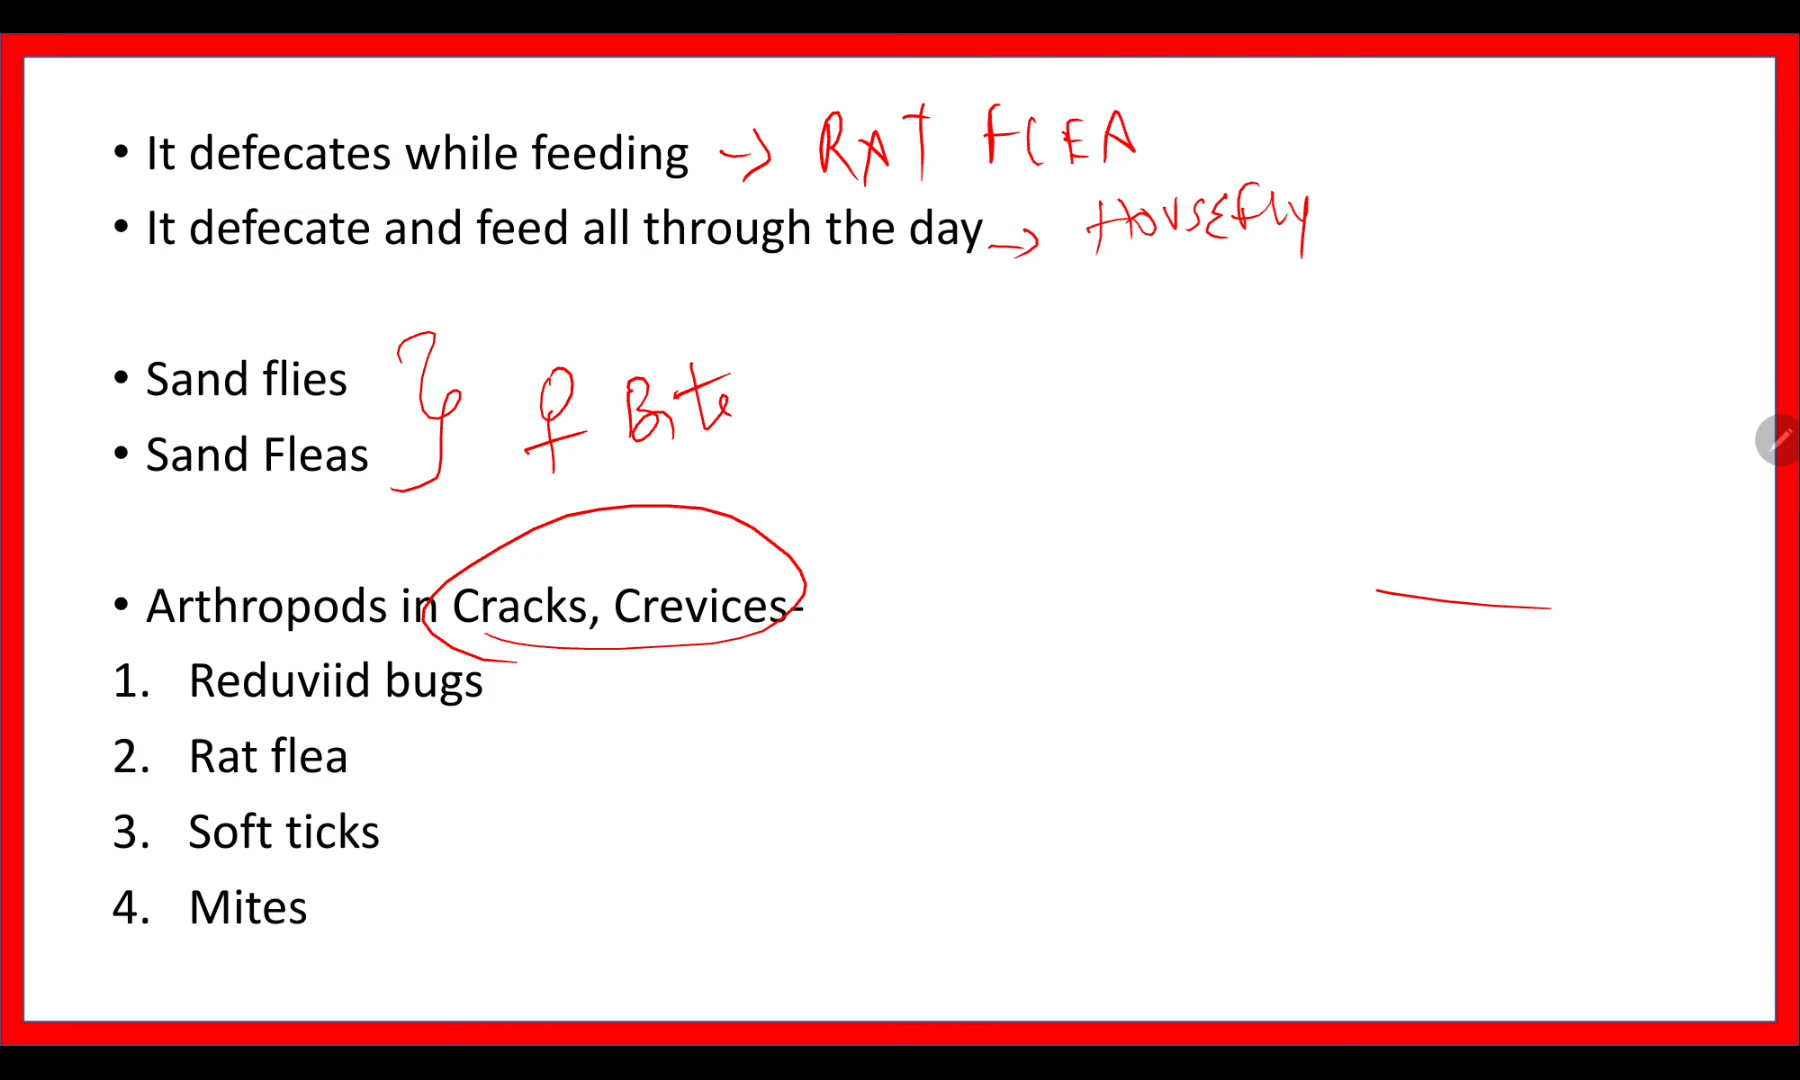 • It defecates while feeding → RAT FLEA
• It defecate and feed all through the day → Housefly
• Sand flies
• Sand Fleas } ♀ Bite
• Arthropods in Cracks, Crevices-
1. Reduviid bugs
2. Rat flea
3. Soft ticks
4. Mites